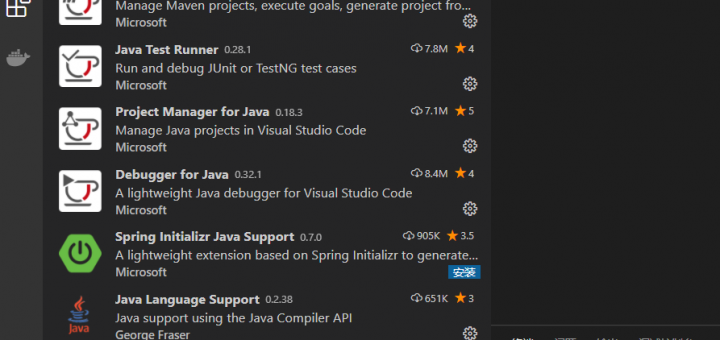 Manage Maven projects, execute goals, generate project fro...
Microsoft
Java Test Runner 0.28.1 7.8M 4
Run and debug JUnit or TestNG test cases
Microsoft
Project Manager for Java 0.18.3 7.1M 5
Manage Java projects in Visual Studio Code
Microsoft
Debugger for Java 0.32.1 8.4M 4
A lightweight Java debugger for Visual Studio Code
Microsoft
Spring Initializr Java Support 0.7.0 905K 3.5
A lightweight extension based on Spring Initializr to generate...
Microsoft 安装
Java Language Support 0.2.38 651K 3
Java support using the Java Compiler API
Java
George Fraser